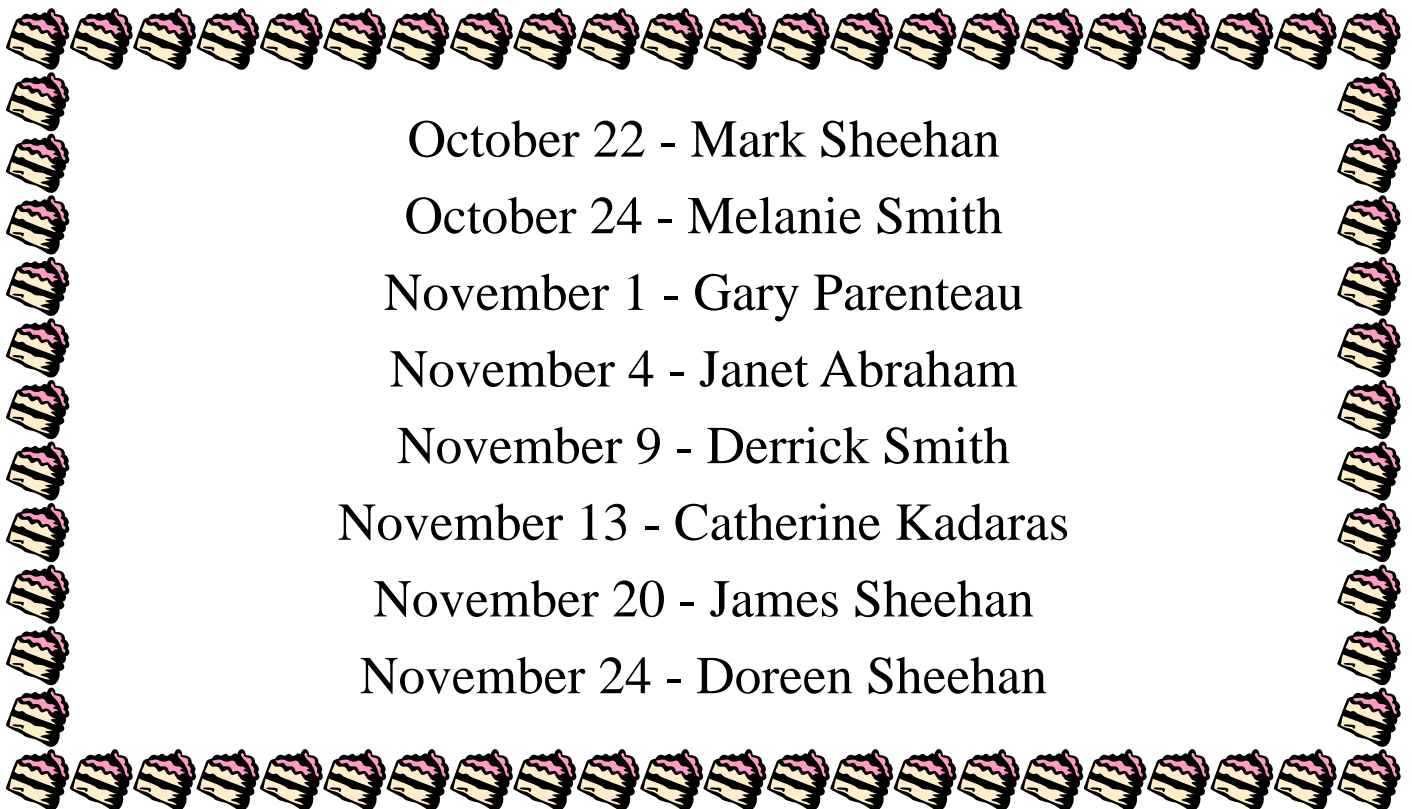 October 22 - Mark Sheehan
October 24 - Melanie Smith
November 1 - Gary Parenteau
November 4 - Janet Abraham
November 9 - Derrick Smith
November 13 - Catherine Kadaras
November 20 - James Sheehan
November 24 - Doreen Sheehan